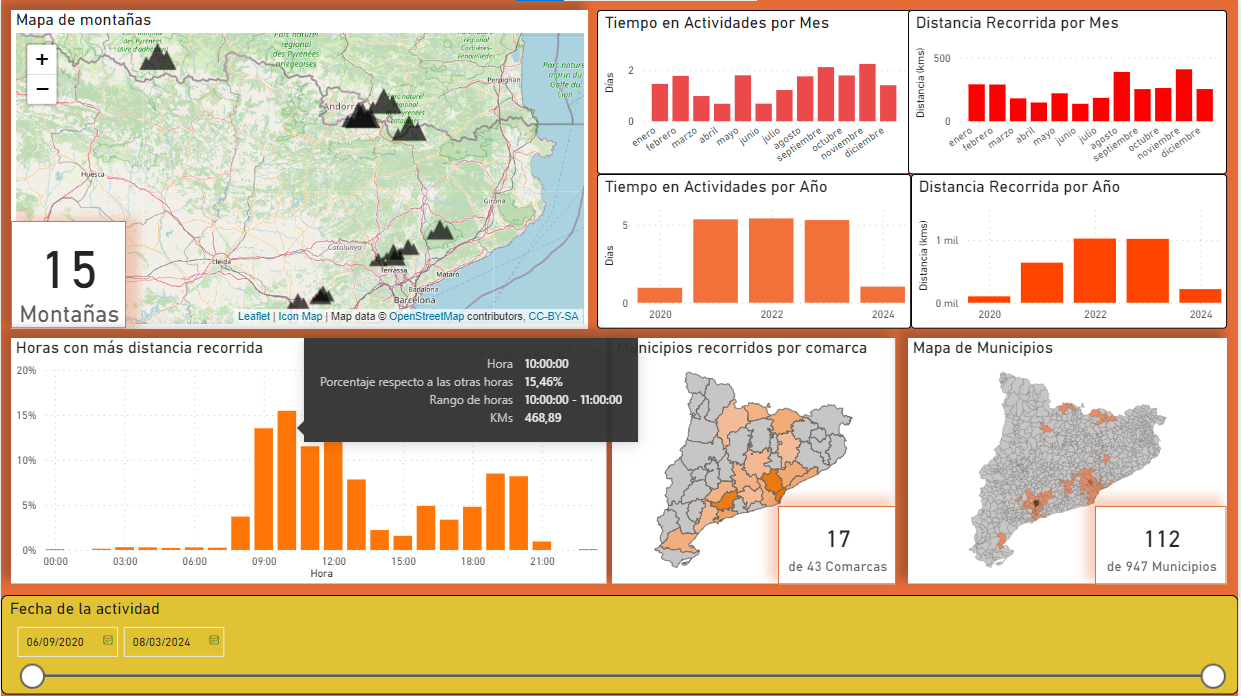 Mapa de montañas
+
−
Andorra
Perpignan
Huesca
Girona
Catalunya
Lleida
Terrassa
Mataró
Badalona
Barcelona
15
Montañas
Leaflet | Icon Map | Map data © OpenStreetMap contributors, CC-BY-SA
Tiempo en Actividades por Mes
Días
2
0
enero
febrero
marzo
abril
mayo
junio
julio
agosto
septiembre
octubre
noviembre
diciembre
Distancia Recorrida por Mes
Distancia (kms)
500
0
enero
febrero
marzo
abril
mayo
junio
julio
agosto
septiembre
octubre
noviembre
diciembre
Tiempo en Actividades por Año
Días
5
0
2020
2022
2024
Distancia Recorrida por Año
Distancia (kms)
1 mil
0 mil
2020
2022
2024
Horas con más distancia recorrida
20%
15%
10%
5%
0%
00:00
03:00
06:00
09:00
12:00
15:00
18:00
21:00
Hora
Hora 10:00:00
Porcentaje respecto a las otras horas 15,46%
Rango de horas 10:00:00 - 11:00:00
KMs 468,89
Municipios recorridos por comarca
17
de 43 Comarcas
Mapa de Municipios
112
de 947 Municipios
Fecha de la actividad
06/09/2020
08/03/2024